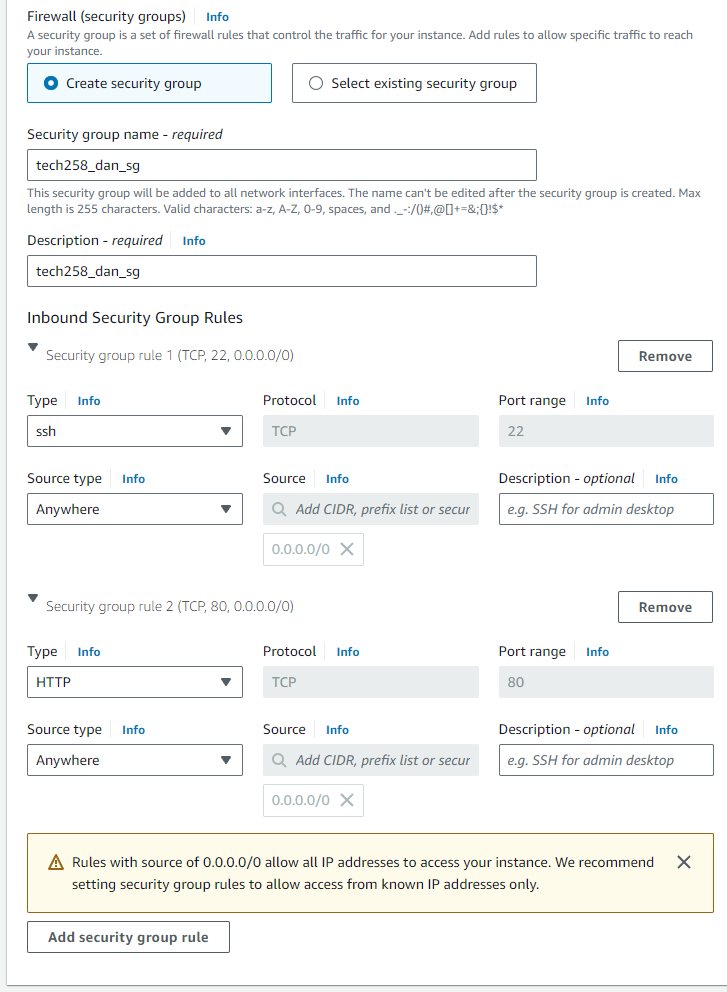 Firewall (security groups) Info
A security group is a set of firewall rules that control the traffic for your instance. Add rules to allow specific traffic to reach
your instance.
Create security group Select existing security group
Security group name - required
tech258_dan_sg
This security group will be added to all network interfaces. The name can't be edited after the security group is created. Max
length is 255 characters. Valid characters: a-z, A-Z, 0-9, spaces, and ._-:/()#,@[]+=&;{}!$*
Description - required Info
tech258_dan_sg
Inbound Security Group Rules
Security group rule 1 (TCP, 22, 0.0.0.0/0) Remove
Type Info Protocol Info Port range Info
ssh TCP 22
Source type Info Source Info Description - optional Info
Anywhere Add CIDR, prefix list or secur e.g. SSH for admin desktop
0.0.0.0/0
Security group rule 2 (TCP, 80, 0.0.0.0/0) Remove
Type Info Protocol Info Port range Info
HTTP TCP 80
Source type Info Source Info Description - optional Info
Anywhere Add CIDR, prefix list or secur e.g. SSH for admin desktop
0.0.0.0/0
Rules with source of 0.0.0.0/0 allow all IP addresses to access your instance. We recommend
setting security group rules to allow access from known IP addresses only.
Add security group rule